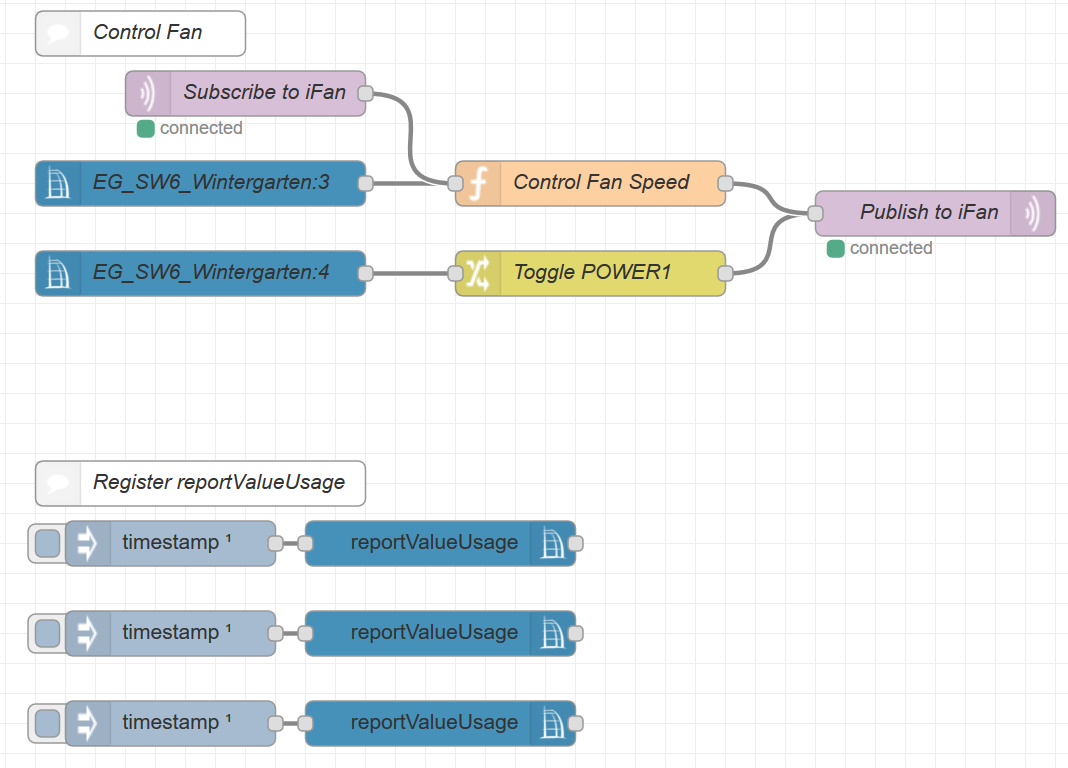 Control Fan
Subscribe to iFan
connected
EG_SW6_Wintergarten:3
Control Fan Speed
Publish to iFan
connected
EG_SW6_Wintergarten:4
Toggle POWER1
Register reportValueUsage
timestamp ¹
reportValueUsage
timestamp ¹
reportValueUsage
timestamp ¹
reportValueUsage